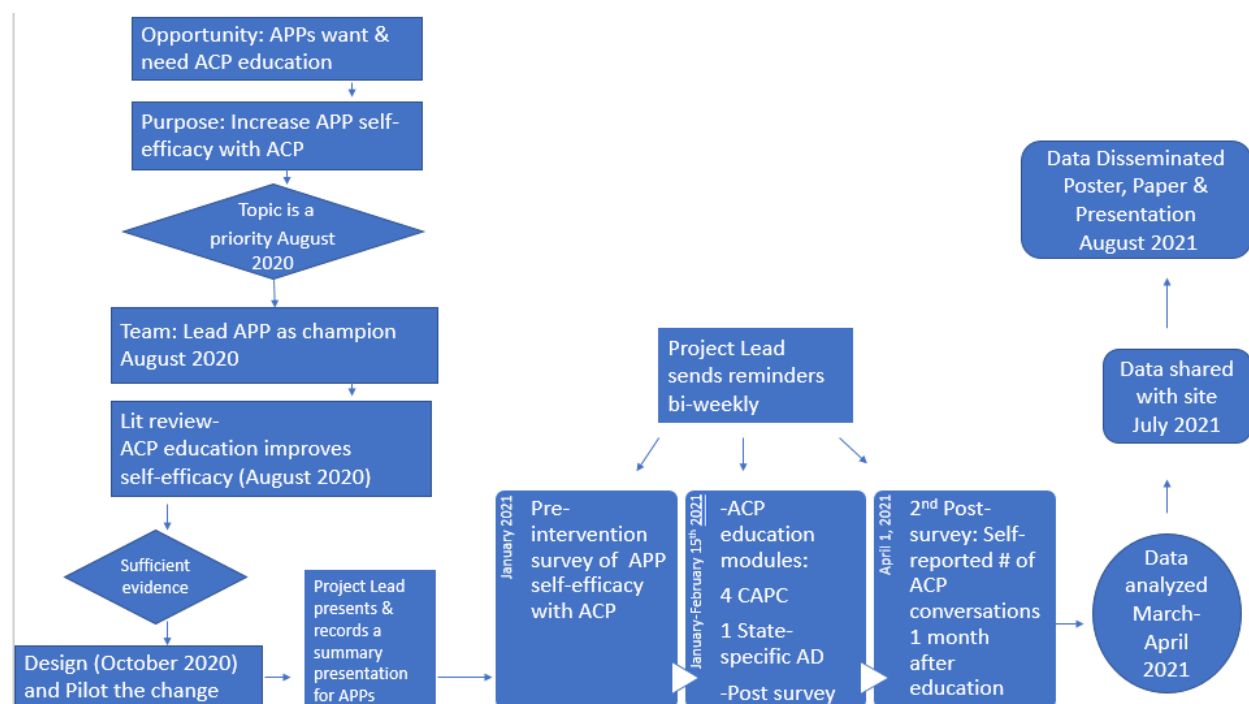 Opportunity: APPs want &
need ACP education
Purpose: Increase APP self-
efficacy with ACP
Topic is a
priority August
2020
Team: Lead APP as champion
August 2020
Lit review-
ACP education improves
self-efficacy (August 2020)
Sufficient
evidence
Design (October 2020)
and Pilot the change
Project Lead
presents &
records a
summary
presentation
for APPs
Project Lead
sends reminders
bi-weekly
January 2021
Pre-
intervention
survey of APP
self-efficacy
with ACP
January-February 15th 2021
-ACP
education
modules:
4 CAPC
1 State-
specific AD
-Post survey
April 1, 2021
2nd Post-
survey: Self-
reported # of
ACP
conversations
1 month
after
education
Data
analyzed
March-
April
2021
Data shared
with site
July 2021
Data Disseminated
Poster, Paper &
Presentation
August 2021